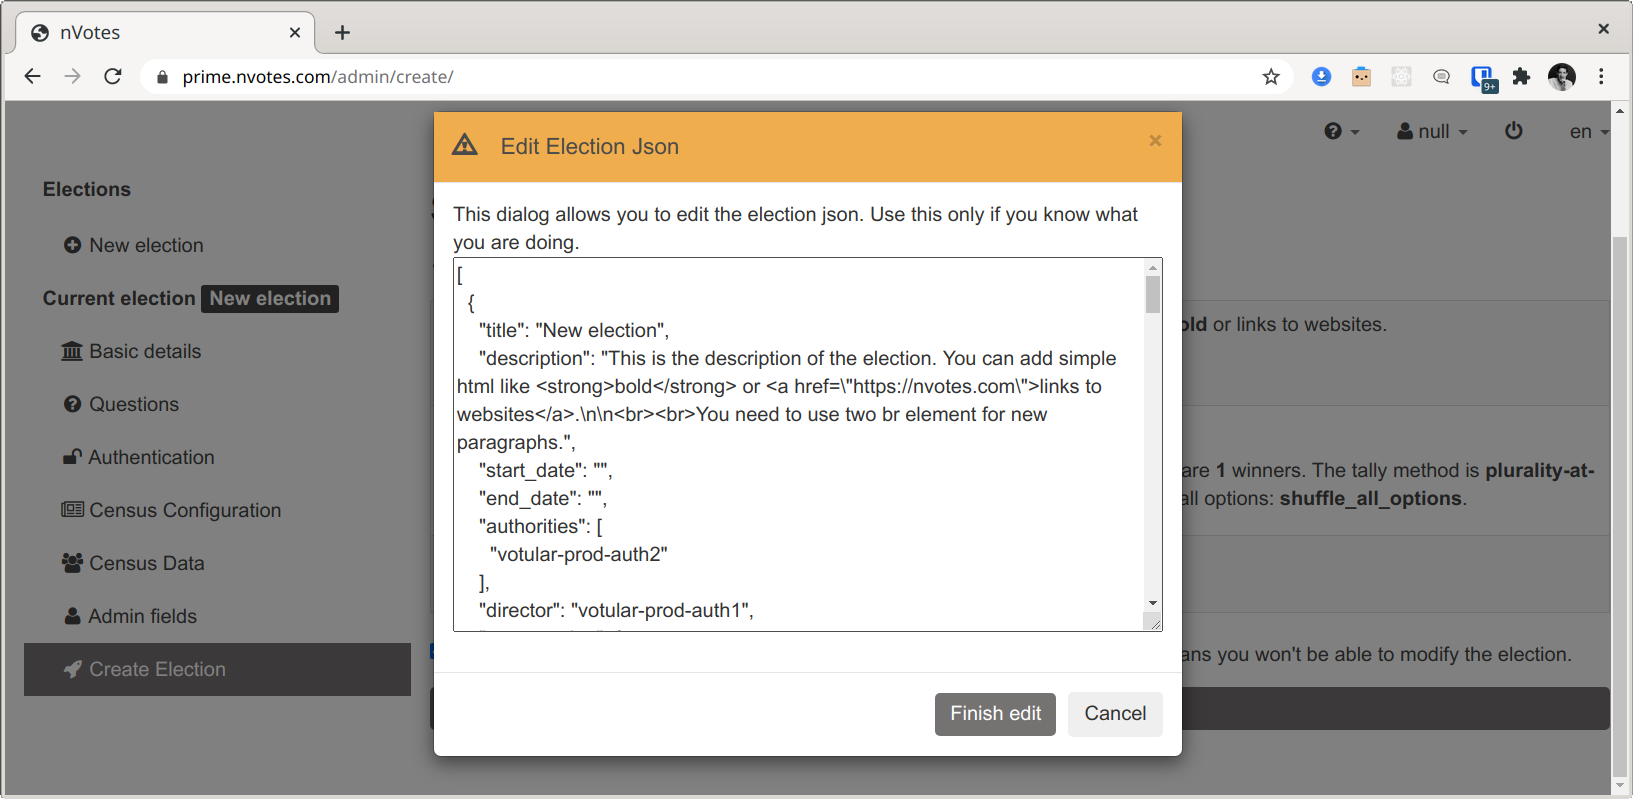 nVotes
prime.nvotes.com/admin/create/
9+
null
en
Elections
New election
Current election New election
Basic details
Questions
Authentication
Census Configuration
Census Data
Admin fields
Create Election
Edit Election Json
×
This dialog allows you to edit the election json. Use this only if you know what
you are doing.
[
{
"title": "New election",
"description": "This is the description of the election. You can add simple
html like <strong>bold</strong> or <a href=\"https://nvotes.com\">links to
websites</a>.\n\n<br><br>You need to use two br element for new
paragraphs.",
"start_date": "",
"end_date": "",
"authorities": [
"votular-prod-auth2"
],
"director": "votular-prod-auth1",
Finish edit
Cancel
or links to websites.
are 1 winners. The tally method is plurality-at-
all options: shuffle_all_options.
you won't be able to modify the election.